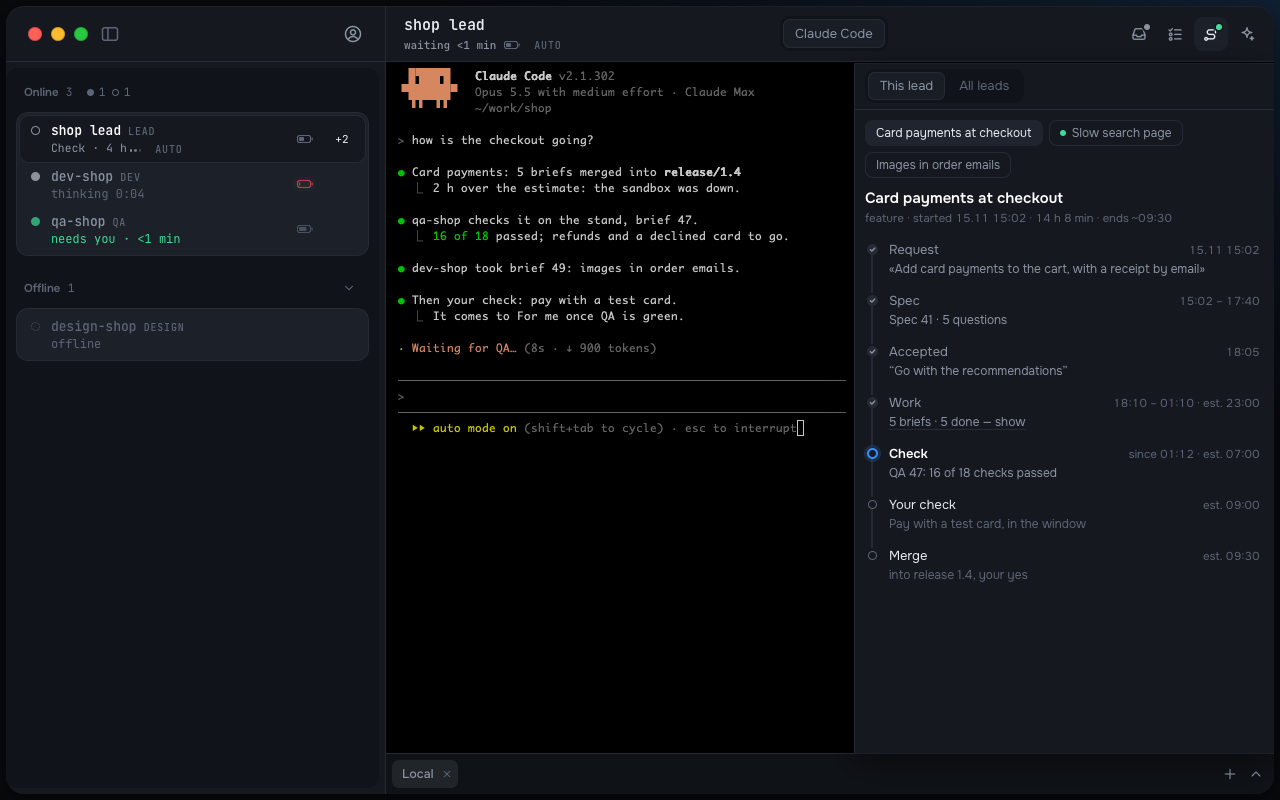 Online 3 1 1
shop lead LEAD
Check · 4 h… AUTO
+2
dev-shop DEV
thinking 0:04
qa-shop QA
needs you · <1 min
Offline 1
design-shop DESIGN
offline
shop lead
waiting <1 min AUTO
Claude Code
Claude Code v2.1.302
Opus 5.5 with medium effort · Claude Max
~/work/shop
> how is the checkout going?
● Card payments: 5 briefs merged into release/1.4
⎿ 2 h over the estimate: the sandbox was down.
● qa-shop checks it on the stand, brief 47.
⎿ 16 of 18 passed; refunds and a declined card to go.
● dev-shop took brief 49: images in order emails.
● Then your check: pay with a test card.
⎿ It comes to For me once QA is green.
· Waiting for QA… (8s · ↓ 900 tokens)
>
⏵⏵ auto mode on (shift+tab to cycle) · esc to interrupt
This lead
All leads
Card payments at checkout
Slow search page
Images in order emails
Card payments at checkout
feature · started 15.11 15:02 · 14 h 8 min · ends ~09:30
Request 15.11 15:02
«Add card payments to the cart, with a receipt by email»
Spec 15:02 – 17:40
Spec 41 · 5 questions
Accepted 18:05
“Go with the recommendations”
Work 18:10 – 01:10 · est. 23:00
5 briefs · 5 done — show
Check since 01:12 · est. 07:00
QA 47: 16 of 18 checks passed
Your check est. 09:00
Pay with a test card, in the window
Merge est. 09:30
into release 1.4, your yes
Local ×